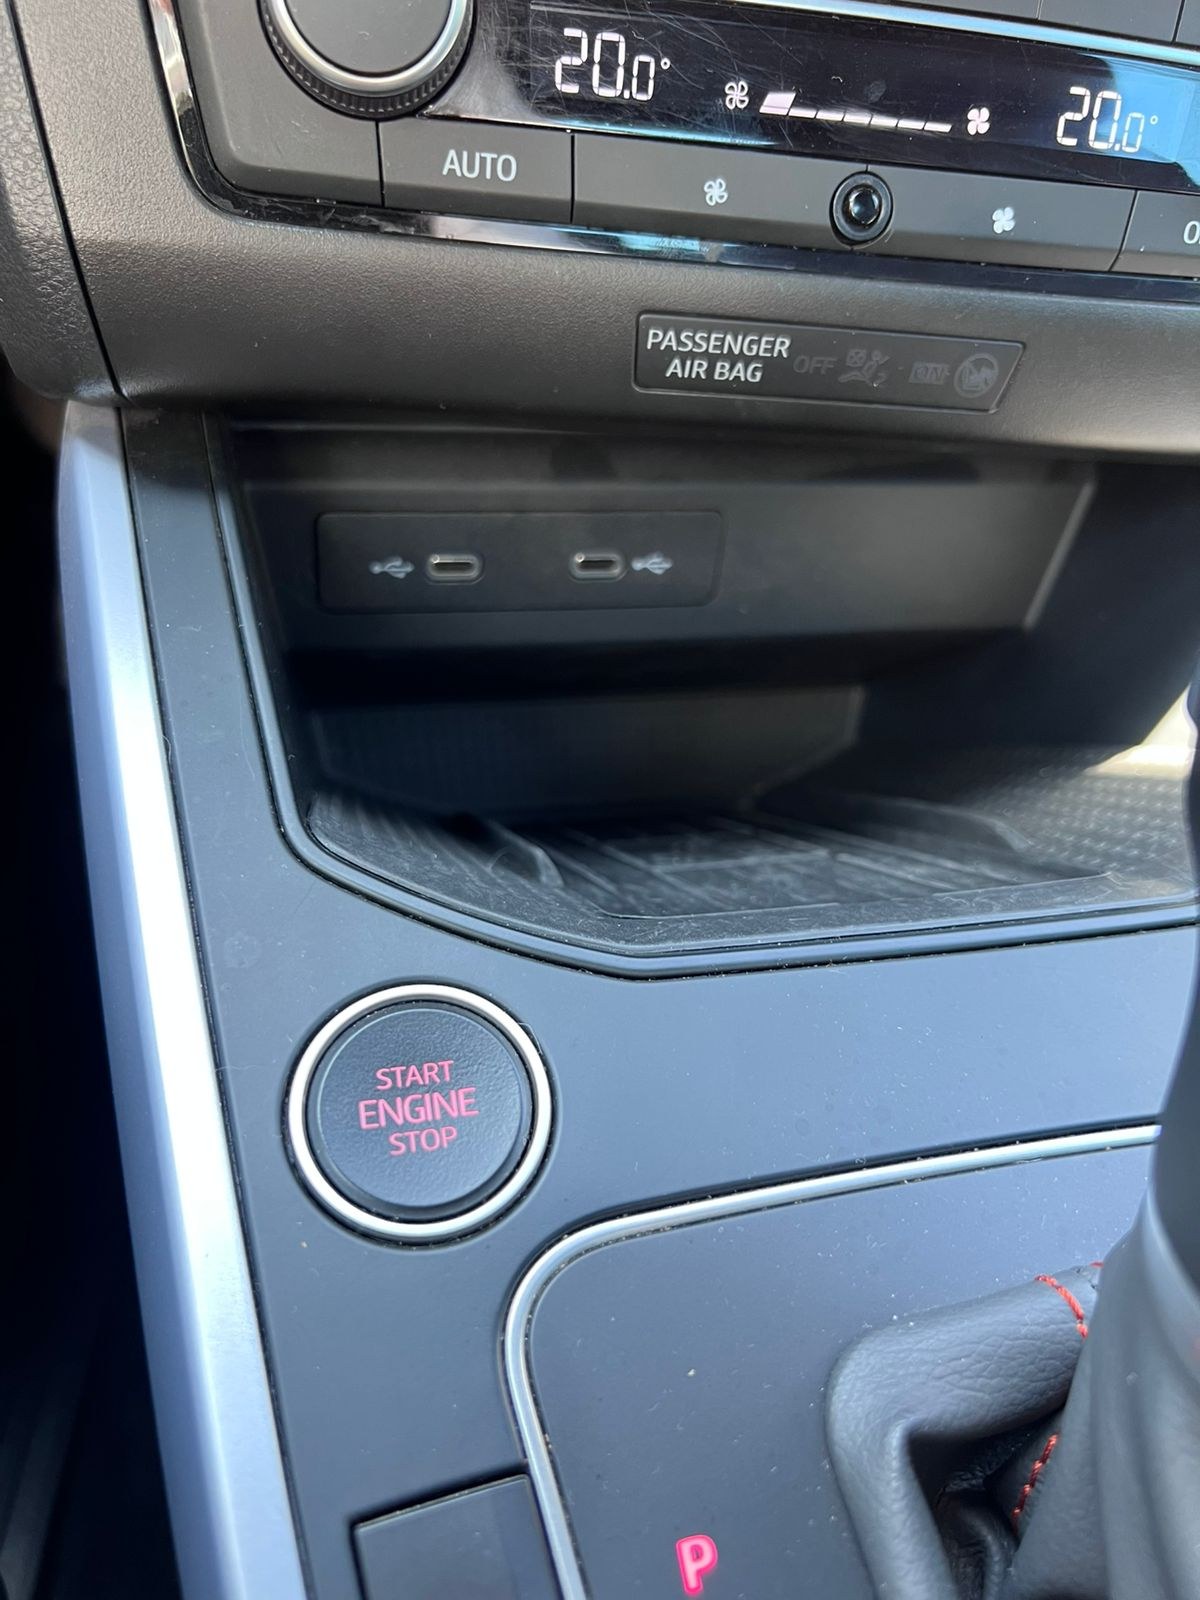 20.0°
20.0°
AUTO
PASSENGER
AIR BAG
OFF
ON
START
ENGINE
STOP
P